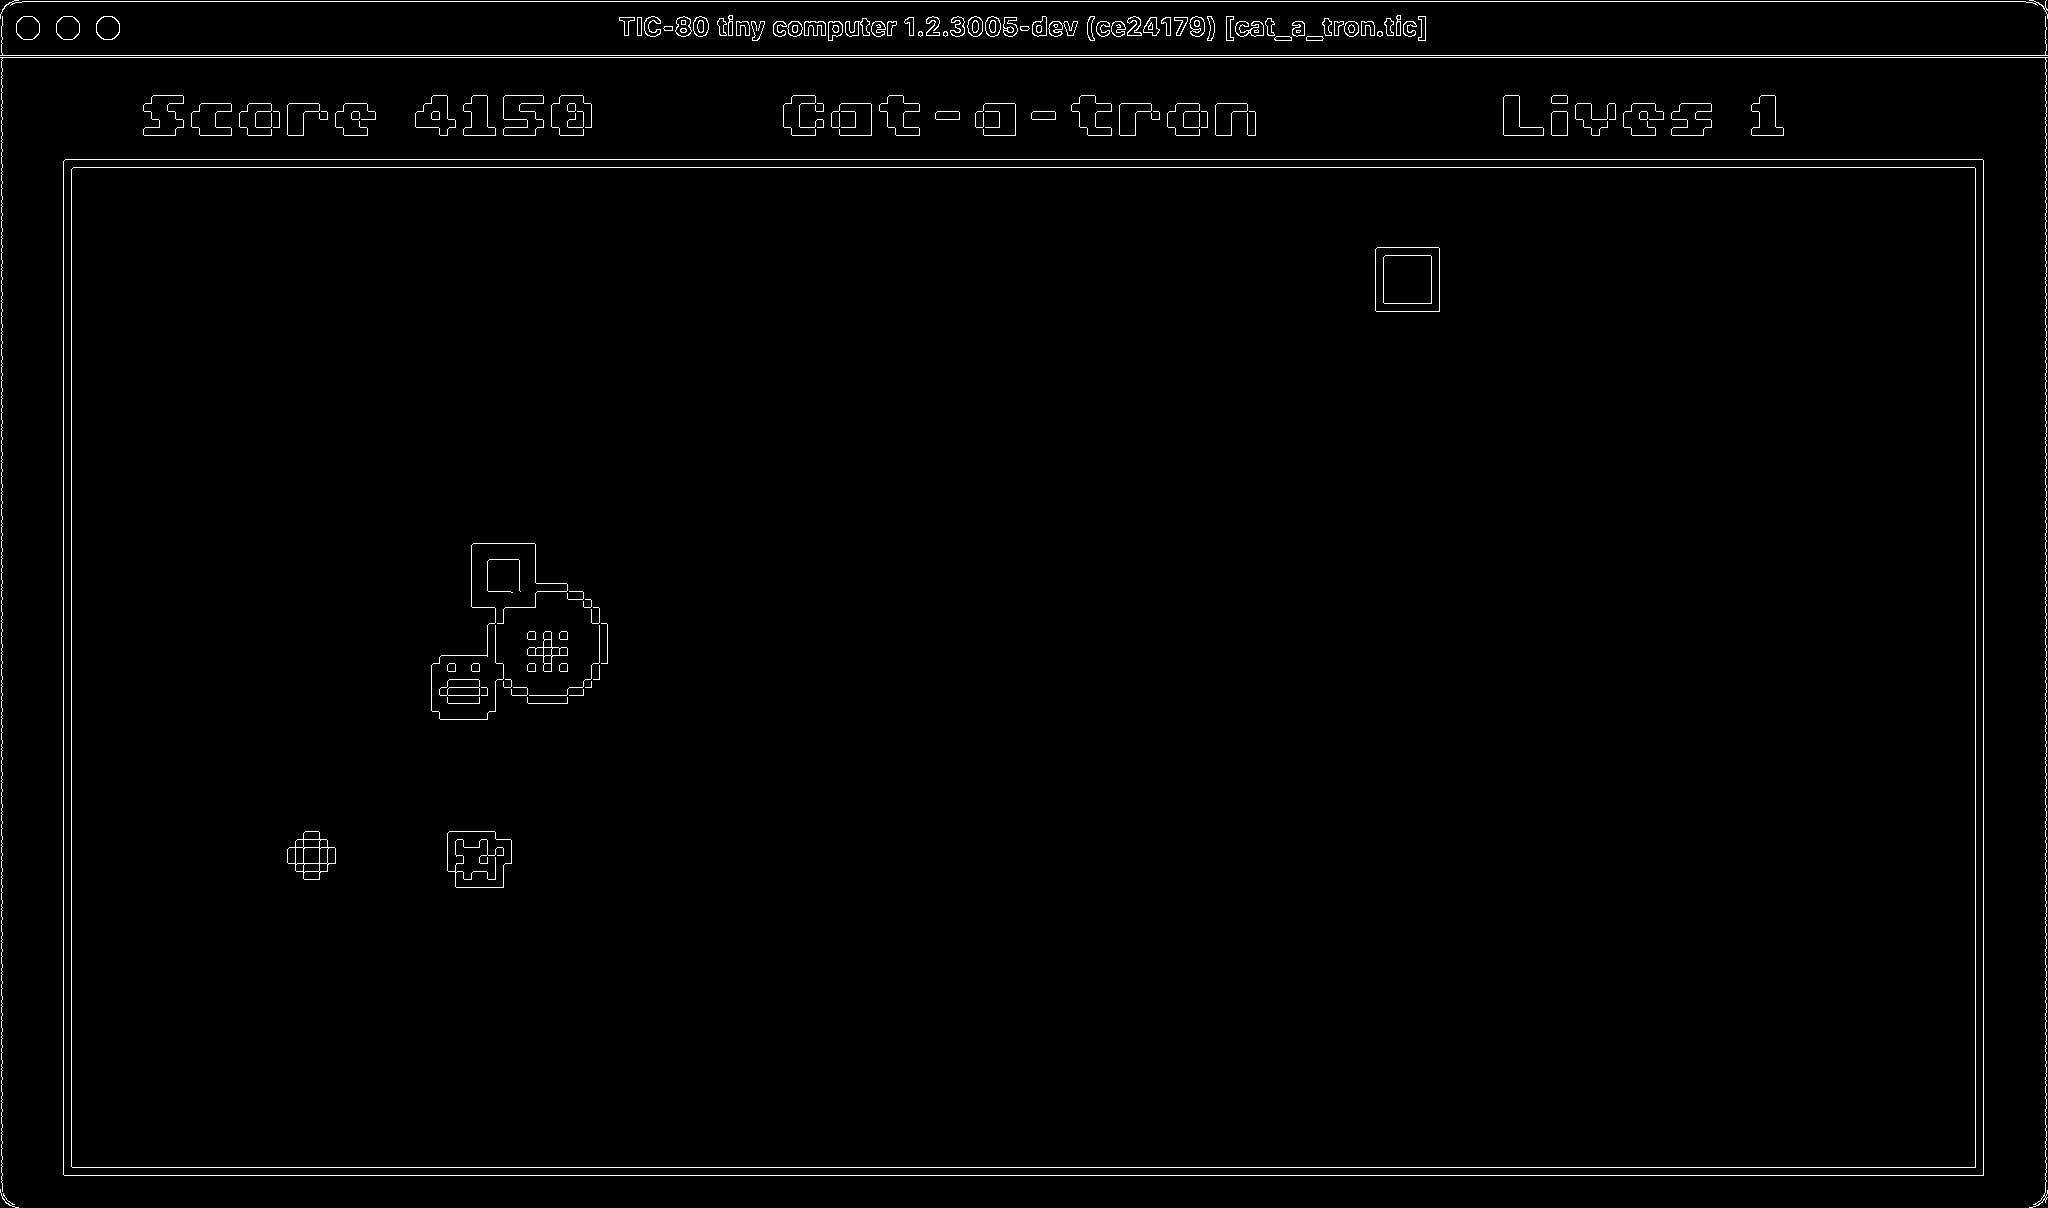 TIC-80 tiny computer 1.2.3005-dev (ce24179) [cat_a_tron.tic]
Score 4150 Cat-a-tron Lives 1